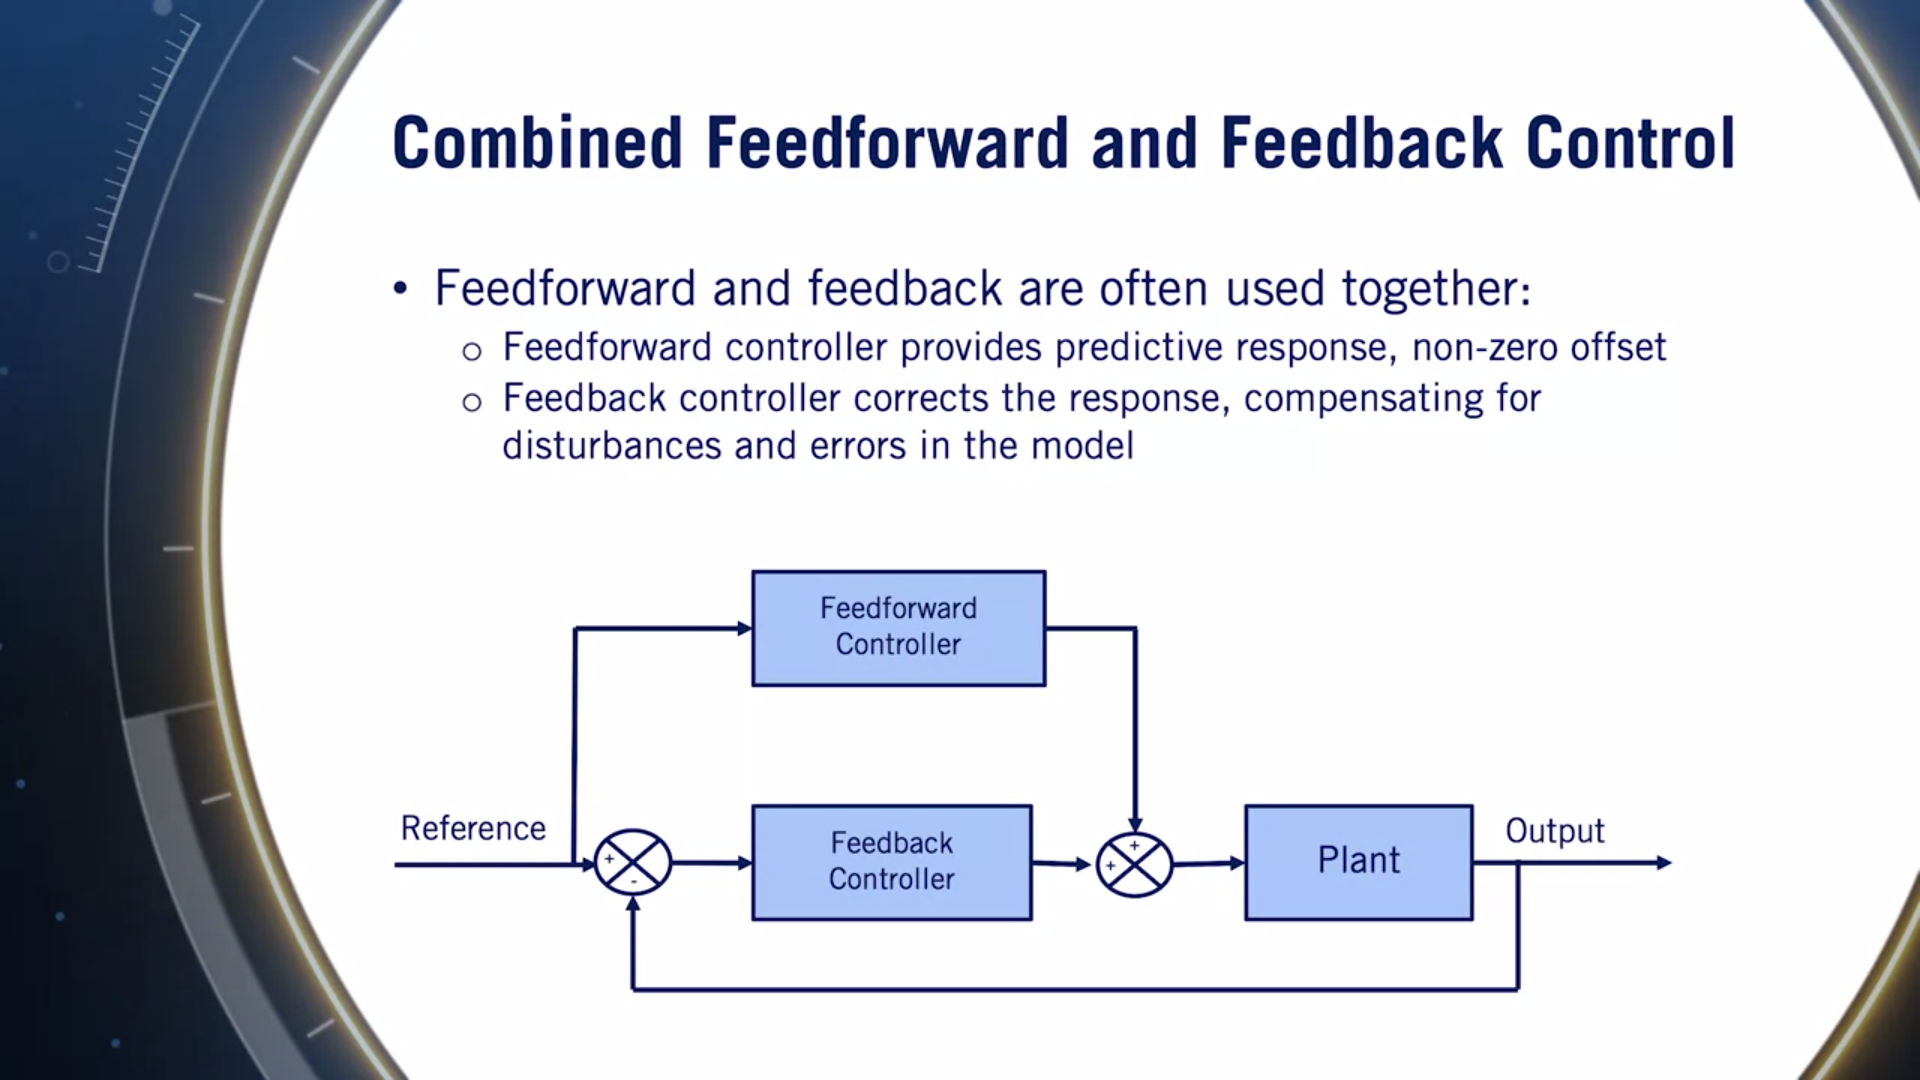 Combined Feedforward and Feedback Control
• Feedforward and feedback are often used together:
o Feedforward controller provides predictive response, non-zero offset
o Feedback controller corrects the response, compensating for
disturbances and errors in the model
Feedforward
Controller
Reference
+
-
Feedback
Controller
+
+
Plant
Output